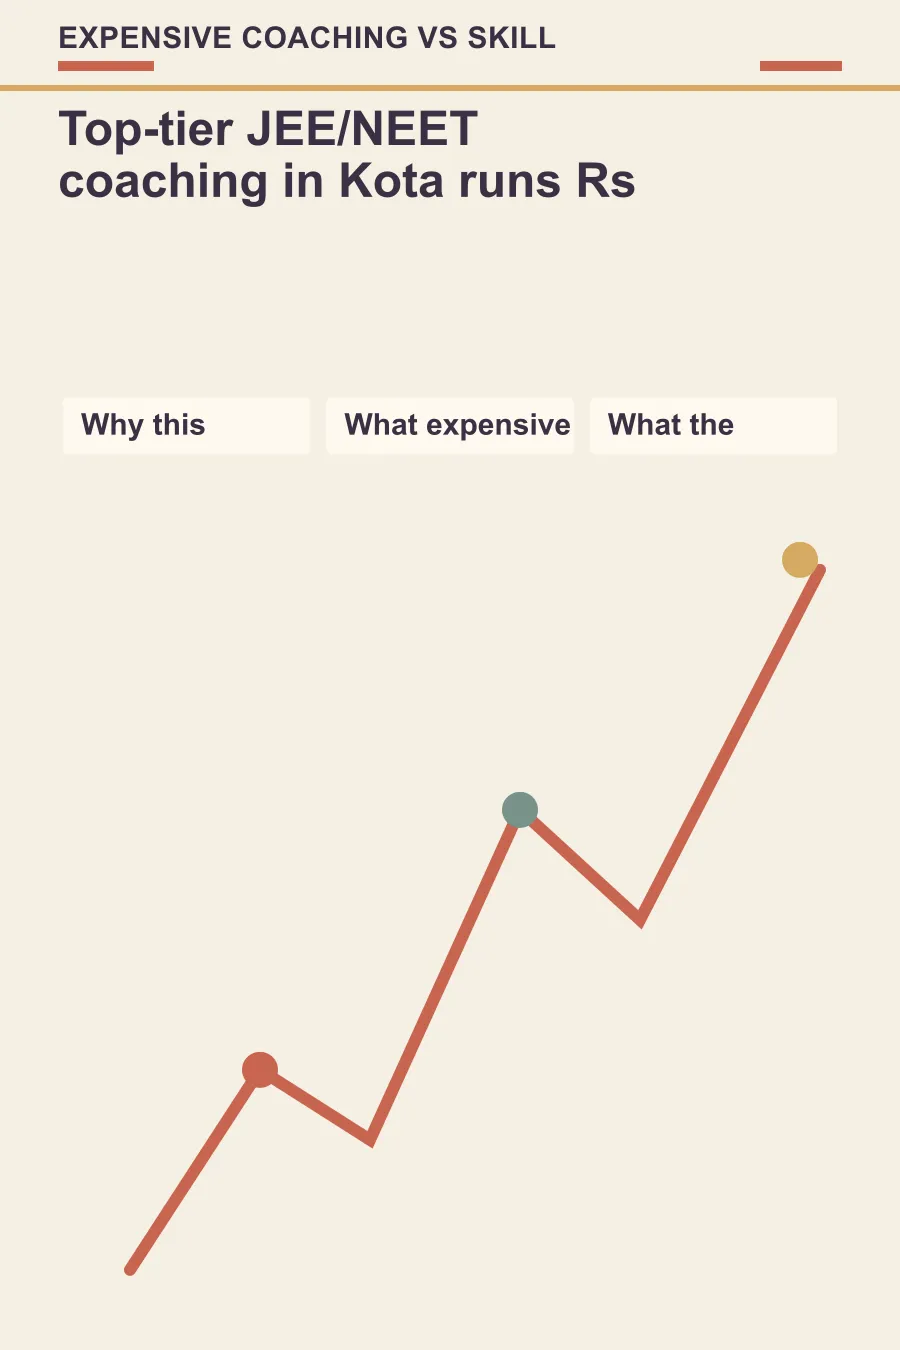 EXPENSIVE COACHING VS SKILL
Top-tier JEE/NEET
coaching in Kota runs Rs
Why this
What expensive
What the